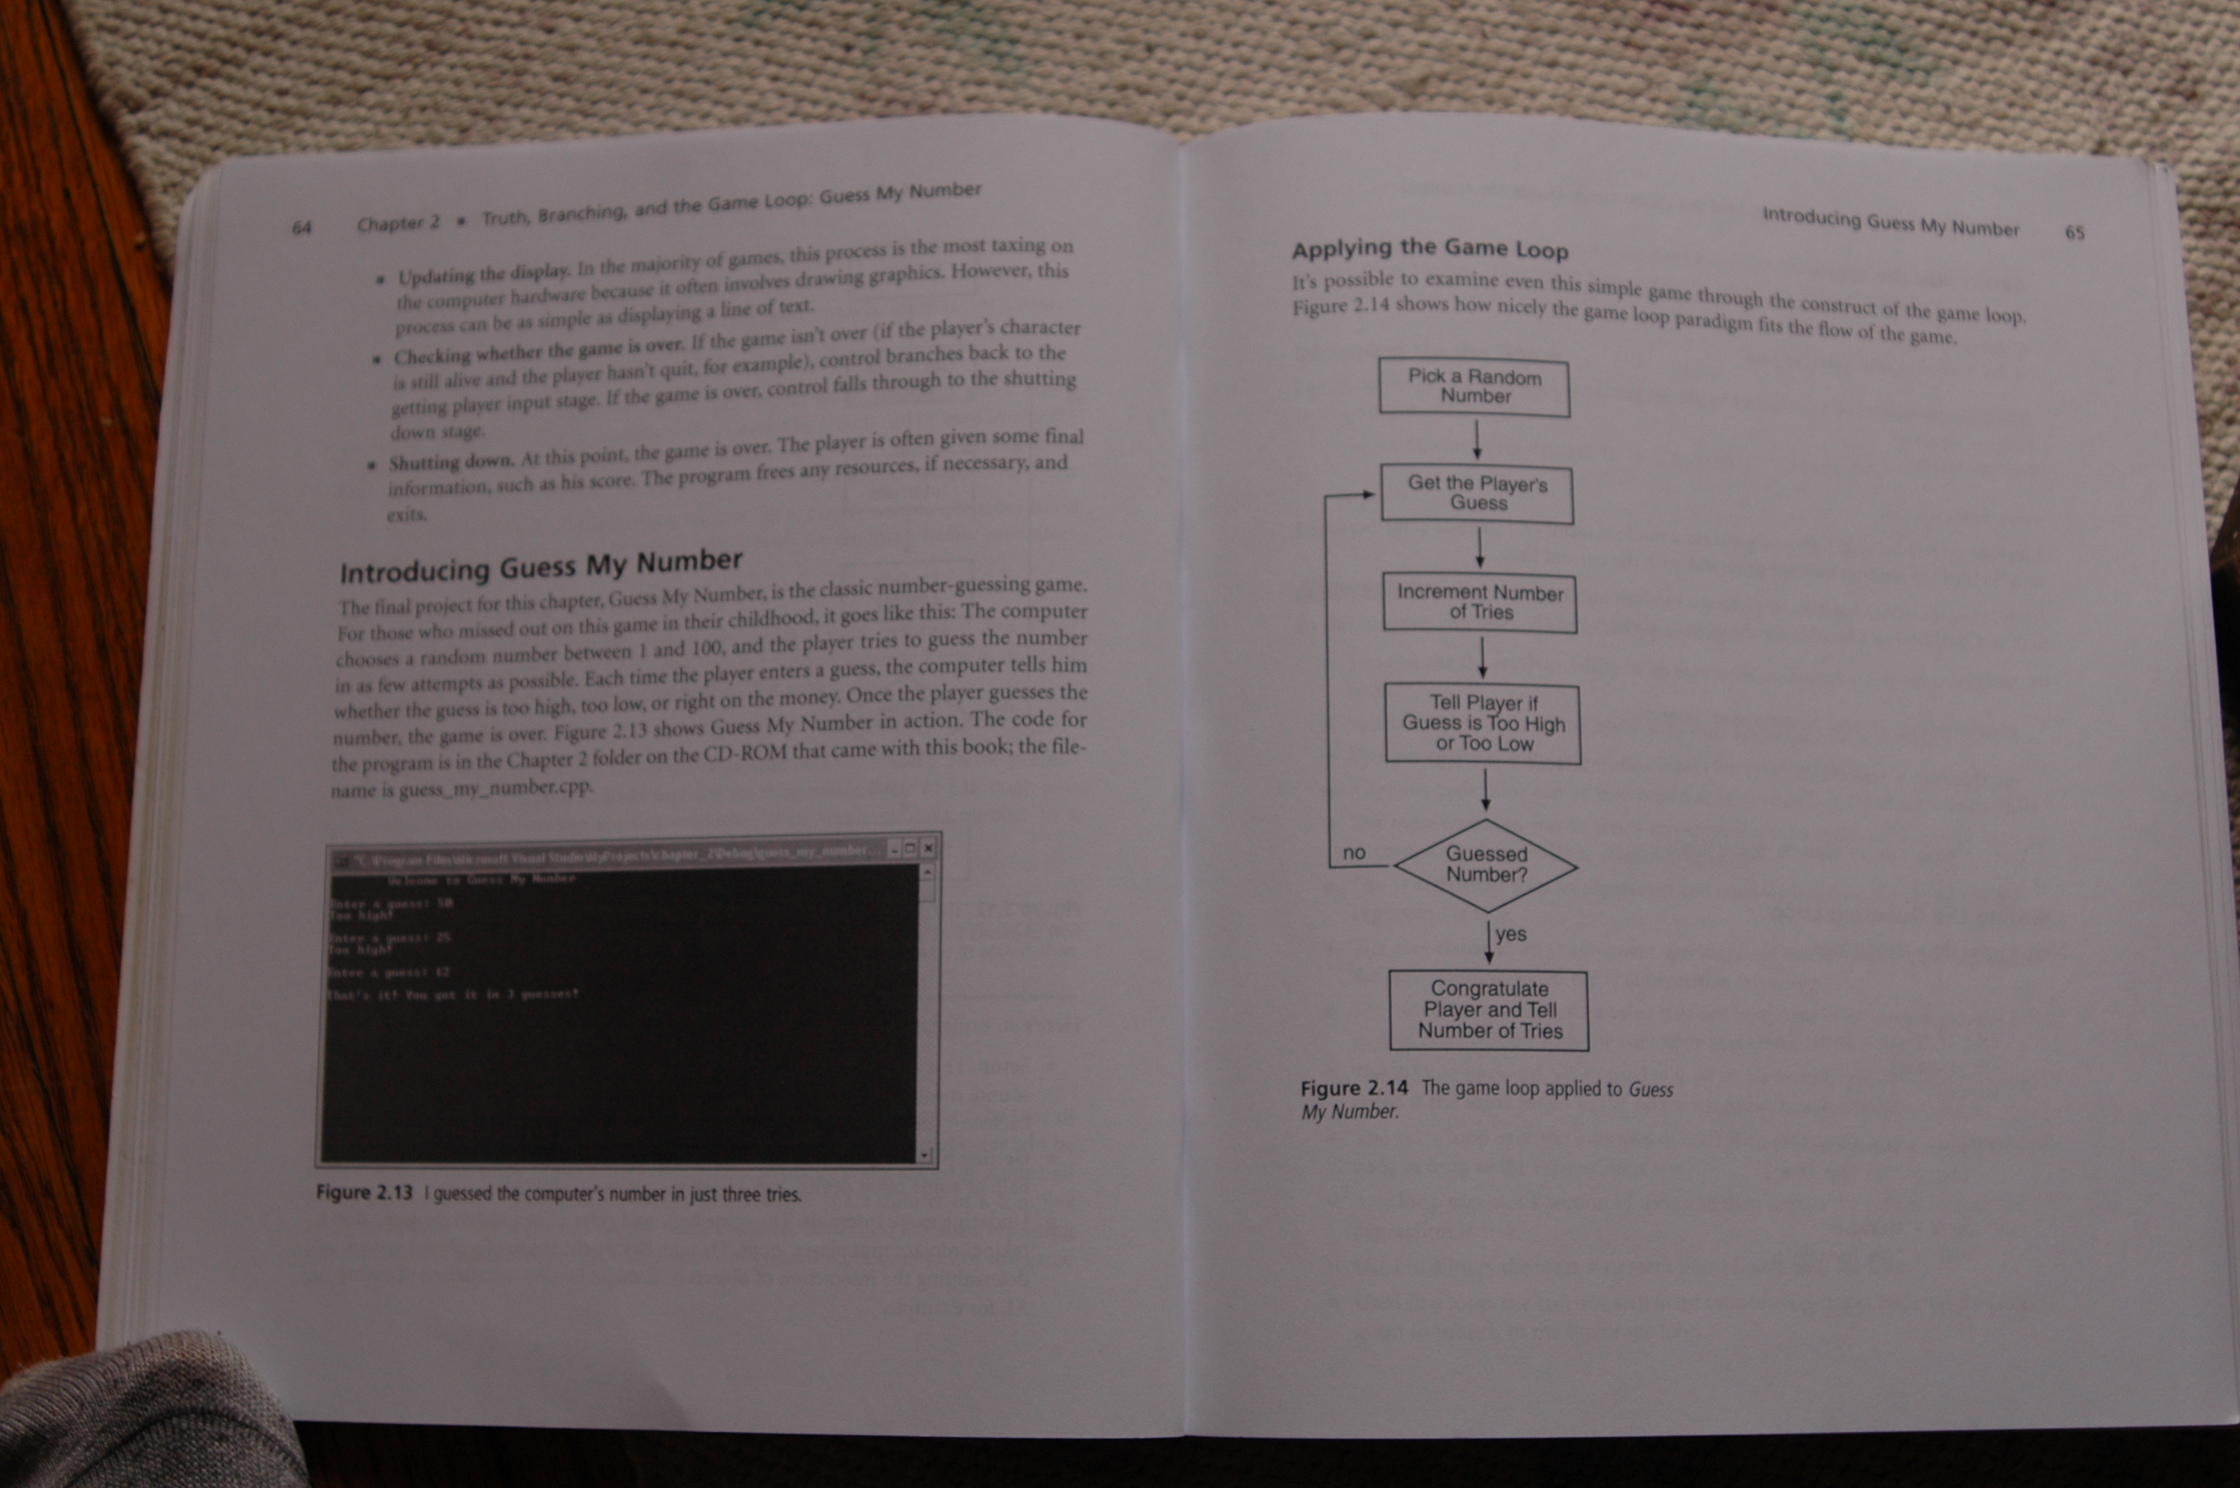 64 Chapter 2 ■ Truth, Branching, and the Game Loop: Guess My Number
■ Updating the display. In the majority of games, this process is the most taxing on
the computer hardware because it often involves drawing graphics. However, this
process can be as simple as displaying a line of text.
■ Checking whether the game is over. If the game isn't over (if the player's character
is still alive and the player hasn't quit, for example), control branches back to the
getting player input stage. If the game is over, control falls through to the shutting
down stage.
■ Shutting down. At this point, the game is over. The player is often given some final
information, such as his score. The program frees any resources, if necessary, and
exits.
Introducing Guess My Number
The final project for this chapter, Guess My Number, is the classic number-guessing game.
For those who missed out on this game in their childhood, it goes like this: The computer
chooses a random number between 1 and 100, and the player tries to guess the number
in as few attempts as possible. Each time the player enters a guess, the computer tells him
whether the guess is too high, too low, or right on the money. Once the player guesses the
number, the game is over. Figure 2.13 shows Guess My Number in action. The code for
the program is in the Chapter 2 folder on the CD-ROM that came with this book; the file-
name is guess_my_number.cpp.
Welcome to Guess My Number
Enter a guess: 50
Too high!
Enter a guess: 25
Too high!
Enter a guess: 12
That's it! You got it in 3 guesses!
Figure 2.13 I guessed the computer's number in just three tries.
Introducing Guess My Number 65
Applying the Game Loop
It's possible to examine even this simple game through the construct of the game loop.
Figure 2.14 shows how nicely the game loop paradigm fits the flow of the game.
Pick a Random
Number
Get the Player's
Guess
Increment Number
of Tries
Tell Player if
Guess is Too High
or Too Low
Guessed
Number?
no
yes
Congratulate
Player and Tell
Number of Tries
Figure 2.14 The game loop applied to Guess
My Number.